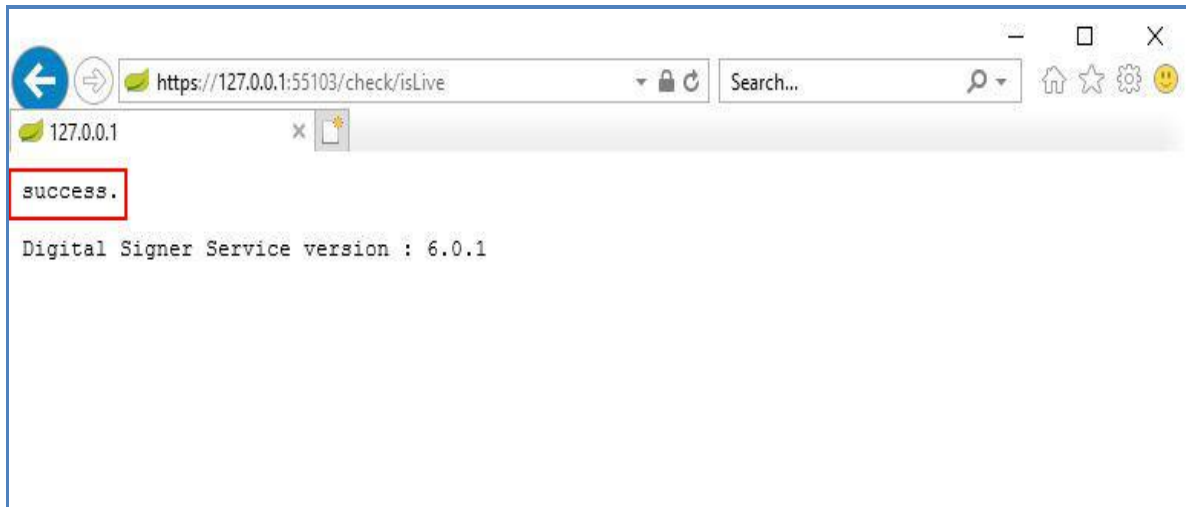 https://127.0.0.1:55103/check/isLive
Search...
127.0.0.1
success.
Digital Signer Service version : 6.0.1